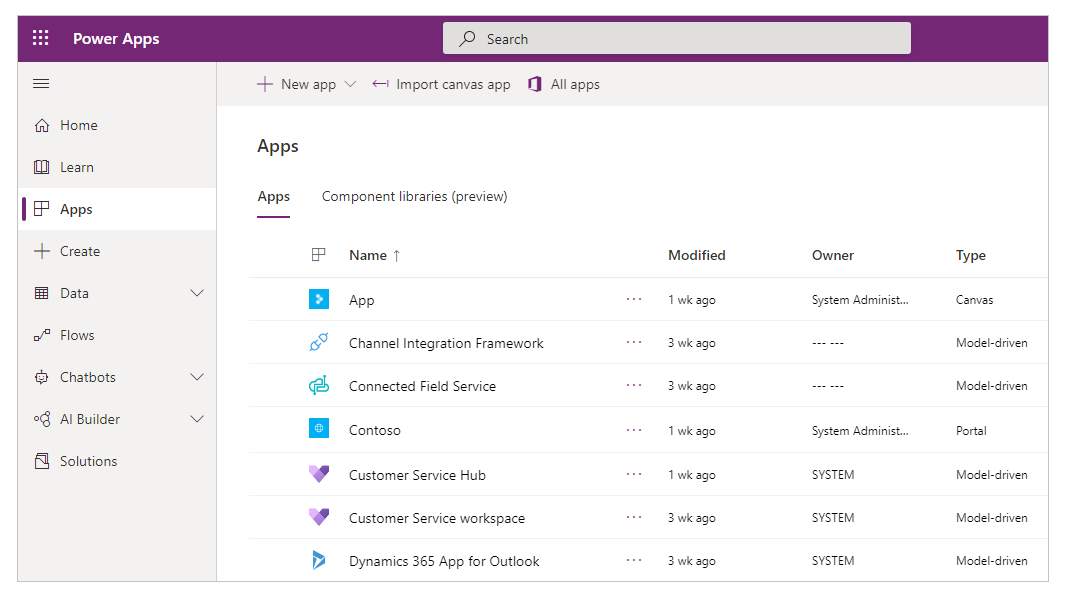 Power Apps
Search
New app
Import canvas app
All apps
Home
Learn
Apps
Create
Data
Flows
Chatbots
AI Builder
Solutions
Apps
Apps Component libraries (preview)
Name ↑ Modified Owner Type
App ··· 1 wk ago System Administ... Canvas
Channel Integration Framework ··· 3 wk ago --- --- Model-driven
Connected Field Service ··· 3 wk ago --- --- Model-driven
Contoso ··· 1 wk ago System Administ... Portal
Customer Service Hub ··· 1 wk ago SYSTEM Model-driven
Customer Service workspace ··· 3 wk ago SYSTEM Model-driven
Dynamics 365 App for Outlook ··· 3 wk ago SYSTEM Model-driven